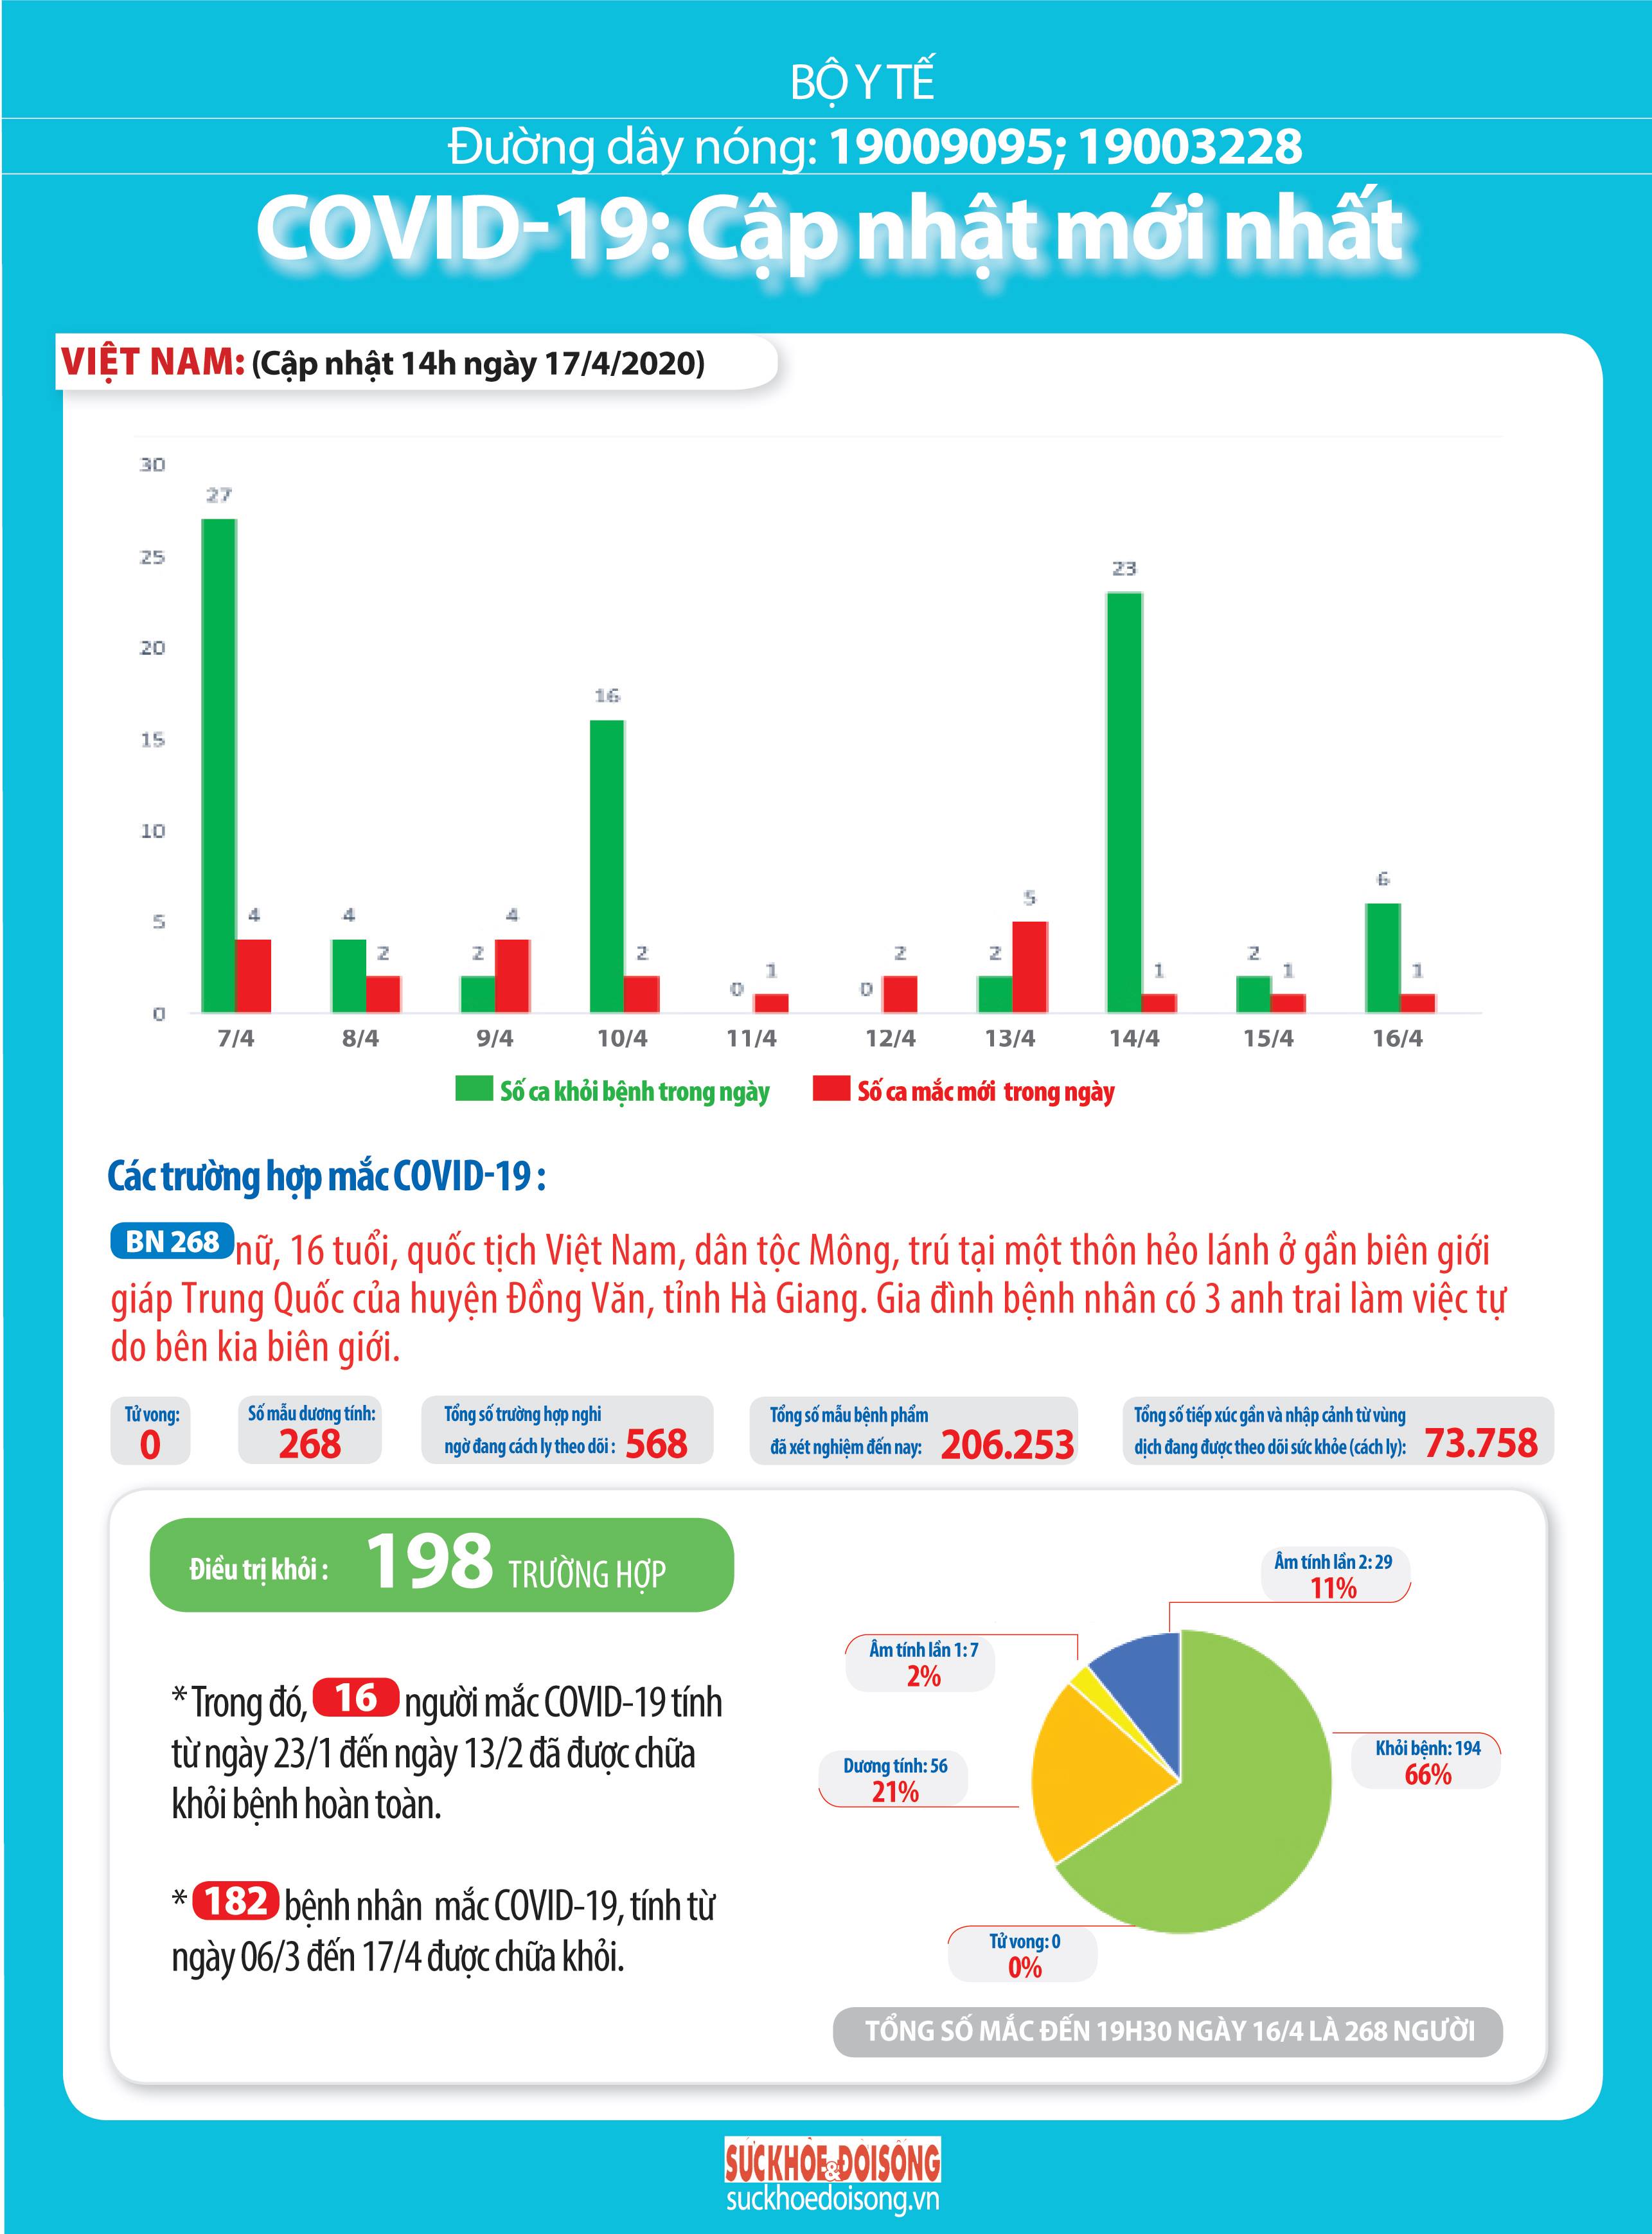 BỘ Y TẾ
Đường dây nóng: 19009095; 19003228
COVID-19: Cập nhật mới nhất
VIỆT NAM: (Cập nhật 14h ngày 17/4/2020)
30
27
25
23
20
16
15
10
6
5
5
4
4
4
2
2
2
0
1
0
2
2
1
2
1
1
0
7/4 8/4 9/4 10/4 11/4 12/4 13/4 14/4 15/4 16/4
Số ca khỏi bệnh trong ngày Số ca mắc mới trong ngày
Các trường hợp mắc COVID-19 :
BN 268 nữ, 16 tuổi, quốc tịch Việt Nam, dân tộc Mông, trú tại một thôn hẻo lánh ở gần biên giới
giáp Trung Quốc của huyện Đồng Văn, tỉnh Hà Giang. Gia đình bệnh nhân có 3 anh trai làm việc tự
do bên kia biên giới.
Tử vong:
0
Số mẫu dương tính:
268
Tổng số trường hợp nghi
ngờ đang cách ly theo dõi : 568
Tổng số mẫu bệnh phẩm
đã xét nghiệm đến nay: 206.253
Tổng số tiếp xúc gần và nhập cảnh từ vùng
dịch đang được theo dõi sức khỏe (cách ly): 73.758
Điều trị khỏi : 198 TRƯỜNG HỢP
* Trong đó, 16 người mắc COVID-19 tính
từ ngày 23/1 đến ngày 13/2 đã được chữa
khỏi bệnh hoàn toàn.
* 182 bệnh nhân mắc COVID-19, tính từ
ngày 06/3 đến 17/4 được chữa khỏi.
Âm tính lần 2: 29
11%
Âm tính lần 1: 7
2%
Khỏi bệnh: 194
66%
Dương tính: 56
21%
Tử vong: 0
0%
TỔNG SỐ MẮC ĐẾN 19H30 NGÀY 16/4 LÀ 268 NGƯỜI
SỨC KHỎE & ĐỜI SỐNG
suckhoedoisong.vn